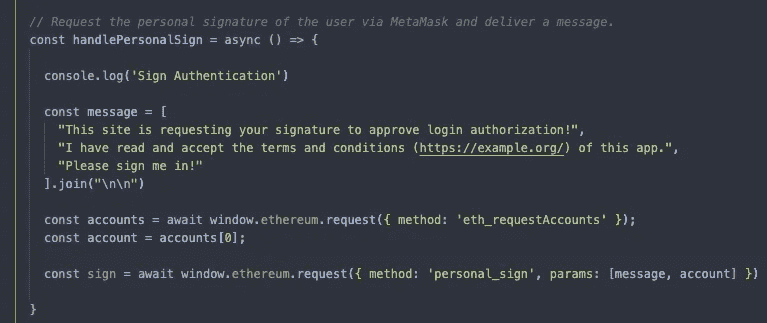 // Request the personal signature of the user via MetaMask and deliver a message.
const handlePersonalSign = async () => {
console.log('Sign Authentication')
const message = [
"This site is requesting your signature to approve login authorization!",
"I have read and accept the terms and conditions (https://example.org/) of this app.",
"Please sign me in!"
].join("\n\n")
const accounts = await window.ethereum.request({ method: 'eth_requestAccounts' });
const account = accounts[0];
const sign = await window.ethereum.request({ method: 'personal_sign', params: [message, account] })
}